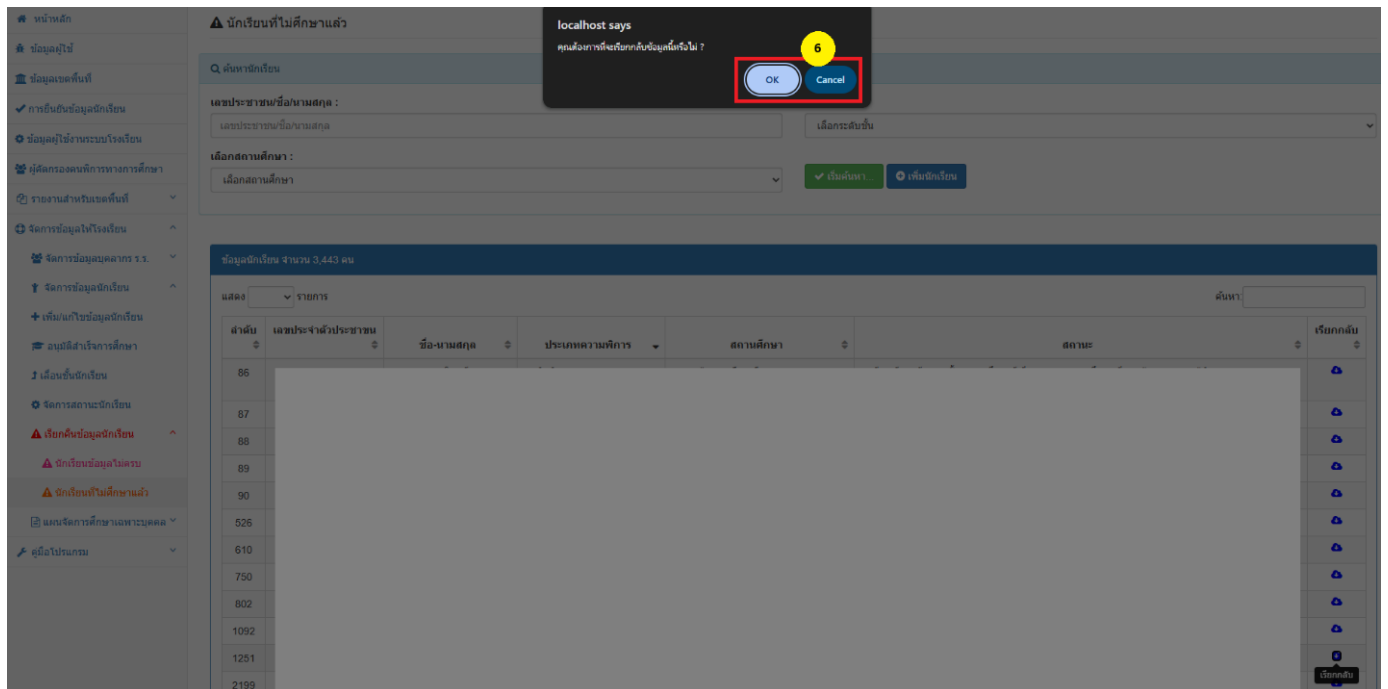 หน้าหลัก
ข้อมูลผู้ใช้
ข้อมูลเขตพื้นที่
การยืนยันข้อมูลนักเรียน
ข้อมูลผู้ใช้งานระบบโรงเรียน
ผู้คัดกรองคนพิการทางการศึกษา
รายงานสำหรับเขตพื้นที่
จัดการข้อมูลให้โรงเรียน
จัดการข้อมูลบุคลากร ร.ร.
จัดการข้อมูลนักเรียน
เพิ่ม/แก้ไขข้อมูลนักเรียน
อนุมัติสำเร็จการศึกษา
เลื่อนชั้นนักเรียน
จัดการสถานะนักเรียน
เรียกคืนข้อมูลนักเรียน
นักเรียนข้อมูลไม่ครบ
นักเรียนที่ไม่ศึกษาแล้ว
แผนจัดการศึกษาเฉพาะบุคคล
คู่มือโปรแกรม
นักเรียนที่ไม่ศึกษาแล้ว
localhost says
คุณต้องการที่จะเรียกกลับข้อมูลนี้หรือไม่ ?
6
OK Cancel
ค้นหานักเรียน
เลขประชาชน/ชื่อ/นามสกุล :
เลขประชาชน/ชื่อ/นามสกุล เลือกระดับชั้น
เลือกสถานศึกษา :
เลือกสถานศึกษา เริ่มค้นหา... เพิ่มนักเรียน
ข้อมูลนักเรียน จำนวน 3,443 คน
แสดง รายการ ค้นหา:
ลำดับ เลขประจำตัวประชาชน ชื่อ-นามสกุล ประเภทความพิการ สถานศึกษา สถานะ เรียกกลับ
86
87
88
89
90
526
610
750
802
1092
1251
เรียกกลับ
2199